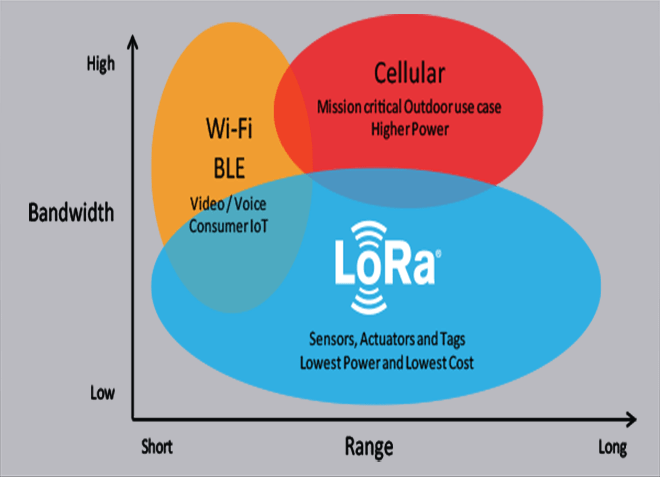 High
Cellular
Mission critical Outdoor use case
Higher Power
Wi-Fi
BLE
Video / Voice
Consumer IoT
Bandwidth
LoRa®
Sensors, Actuators and Tags
Lowest Power and Lowest Cost
Low
Short
Range
Long